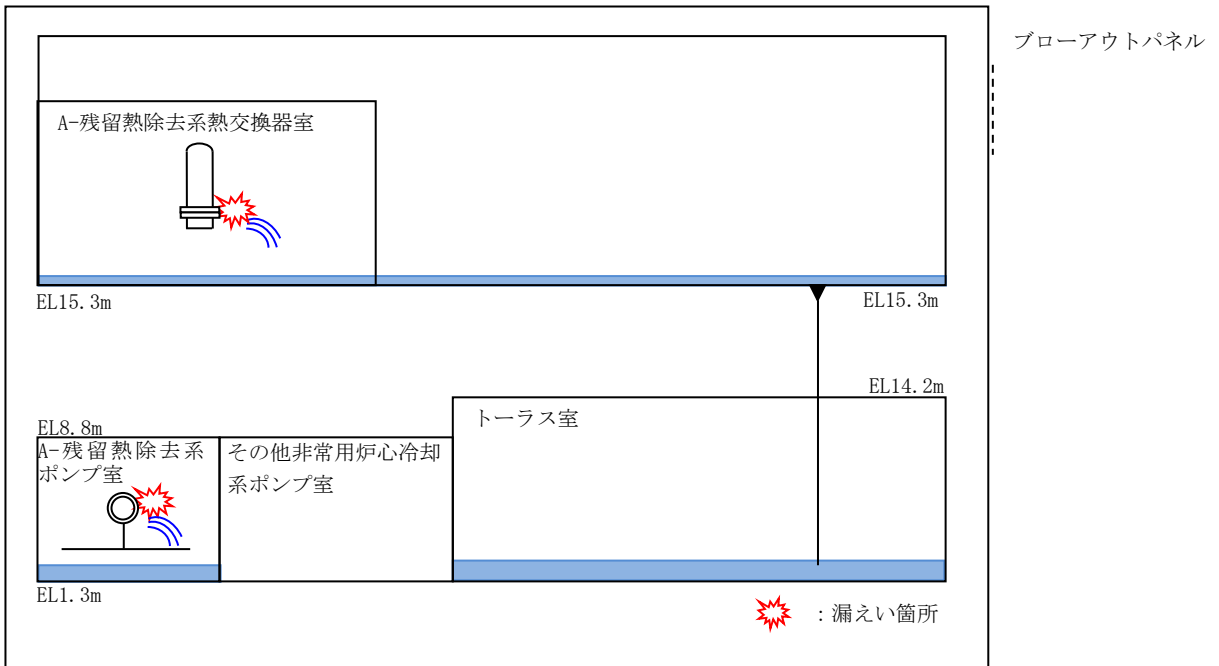 ブローアウトパネル
A-残留熱除去系熱交換器室
EL15.3m
EL15.3m
EL14.2m
EL8.8m
A-残留熱除去系
ポンプ室
その他非常用炉心冷却
系ポンプ室
トーラス室
EL1.3m
：漏えい箇所